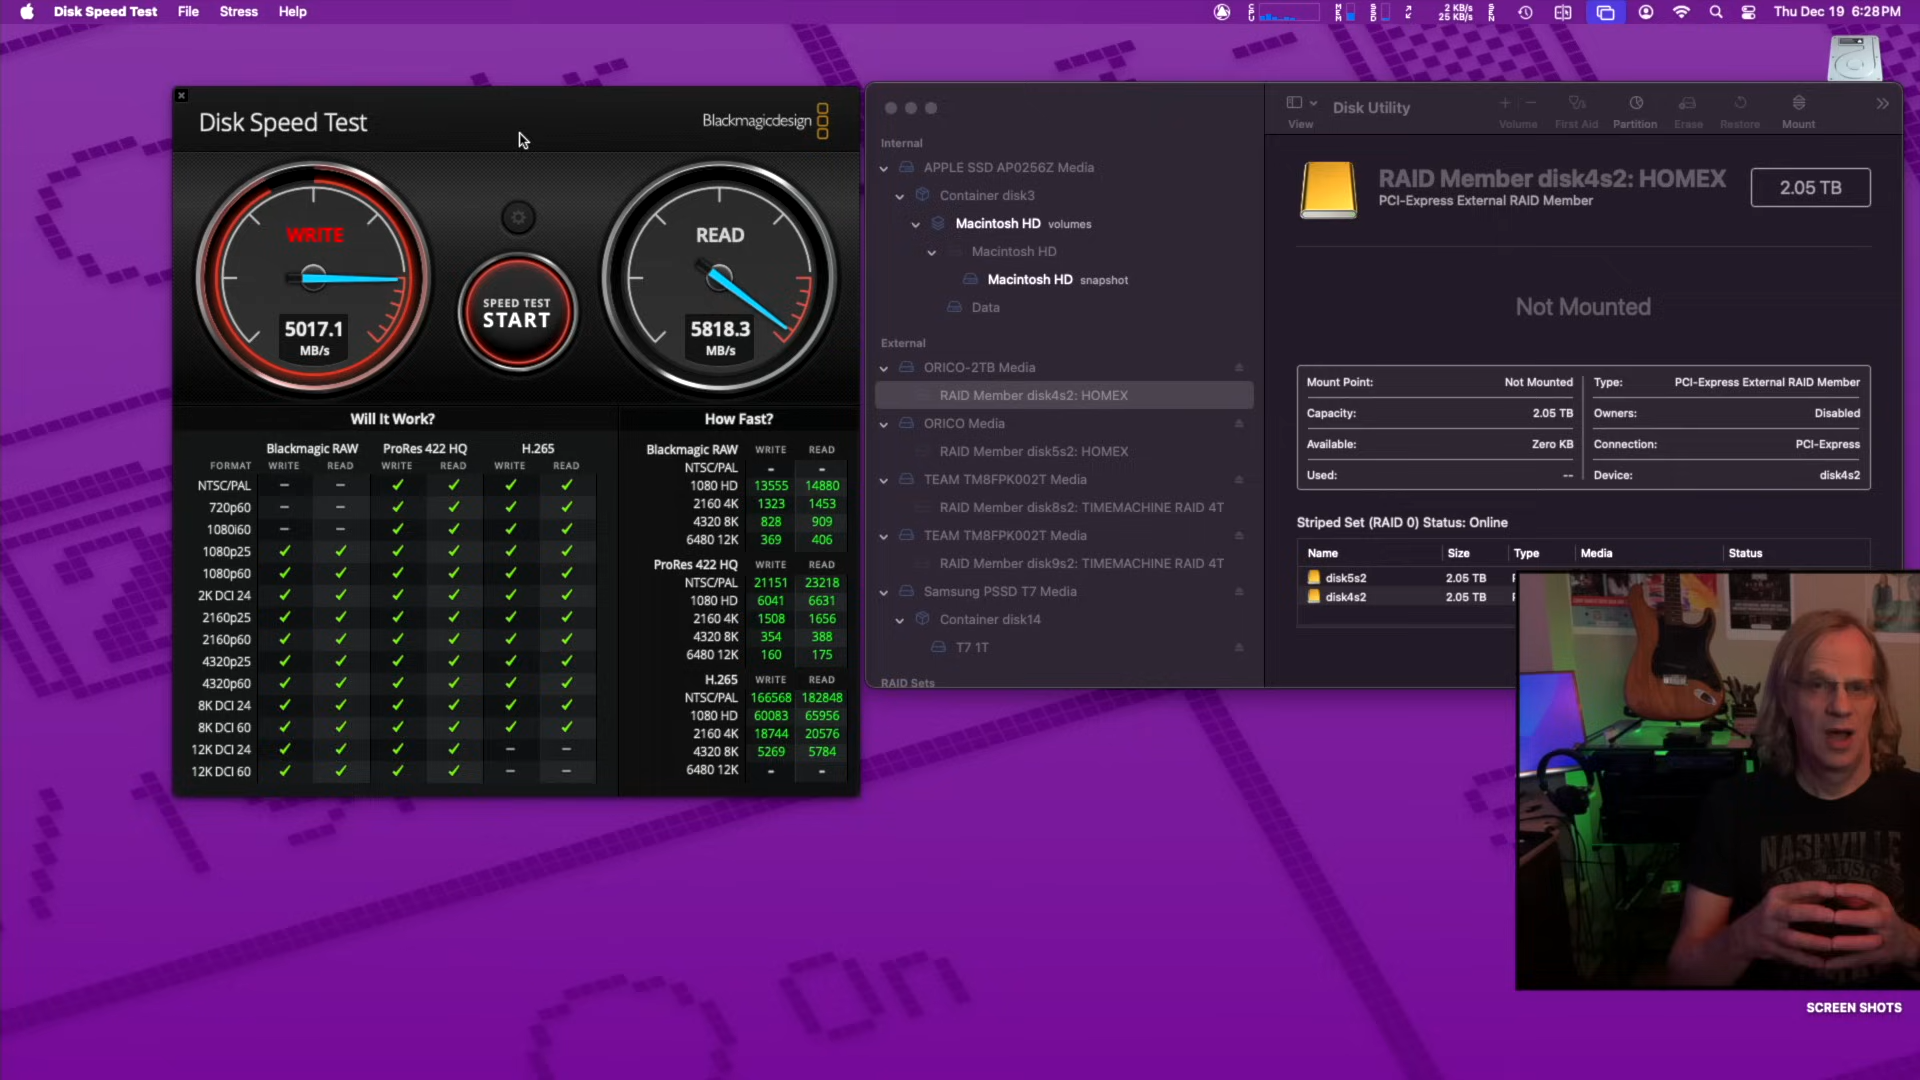 Disk Speed Test File Stress Help
CPU MEM SSD 2 KB/s 25 KB/s SEN Thu Dec 19 6:28 PM
Disk Speed Test
Blackmagicdesign
WRITE
5017.1
MB/s
SPEED TEST
START
READ
5818.3
MB/s
Will It Work?
Blackmagic RAW ProRes 422 HQ H.265
FORMAT WRITE READ WRITE READ WRITE READ
NTSC/PAL – – ✓ ✓ ✓ ✓
720p60 – – ✓ ✓ ✓ ✓
1080i60 – – ✓ ✓ ✓ ✓
1080p25 ✓ ✓ ✓ ✓ ✓ ✓
1080p60 ✓ ✓ ✓ ✓ ✓ ✓
2K DCI 24 ✓ ✓ ✓ ✓ ✓ ✓
2160p25 ✓ ✓ ✓ ✓ ✓ ✓
2160p60 ✓ ✓ ✓ ✓ ✓ ✓
4320p25 ✓ ✓ ✓ ✓ ✓ ✓
4320p60 ✓ ✓ ✓ ✓ ✓ ✓
8K DCI 24 ✓ ✓ ✓ ✓ ✓ ✓
8K DCI 60 ✓ ✓ ✓ ✓ ✓ ✓
12K DCI 24 ✓ ✓ ✓ ✓ – –
12K DCI 60 ✓ ✓ ✓ ✓ – –
How Fast?
Blackmagic RAW WRITE READ
NTSC/PAL - -
1080 HD 13555 14880
2160 4K 1323 1453
4320 8K 828 909
6480 12K 369 406
ProRes 422 HQ WRITE READ
NTSC/PAL 21151 23218
1080 HD 6041 6631
2160 4K 1508 1656
4320 8K 354 388
6480 12K 160 175
H.265 WRITE READ
NTSC/PAL 166568 182848
1080 HD 60083 65956
2160 4K 18744 20576
4320 8K 5269 5784
6480 12K - -
Internal
APPLE SSD AP0256Z Media
Container disk3
Macintosh HD volumes
Macintosh HD
Macintosh HD snapshot
Data
External
ORICO-2TB Media
RAID Member disk4s2: HOMEX
ORICO Media
RAID Member disk5s2: HOMEX
TEAM TM8FPK002T Media
RAID Member disk8s2: TIMEMACHINE RAID 4T
TEAM TM8FPK002T Media
RAID Member disk9s2: TIMEMACHINE RAID 4T
Samsung PSSD T7 Media
Container disk14
T7 1T
RAID Sets
View
Disk Utility
Volume First Aid Partition Erase Restore Mount
RAID Member disk4s2: HOMEX
PCI-Express External RAID Member
2.05 TB
Not Mounted
Mount Point: Not Mounted
Capacity: 2.05 TB
Available: Zero KB
Used: --
Type: PCI-Express External RAID Member
Owners: Disabled
Connection: PCI-Express
Device: disk4s2
Striped Set (RAID 0) Status: Online
Name Size Type Media Status
disk5s2 2.05 TB
disk4s2 2.05 TB
NASHVILLE
LIVE MUSIC
SCREEN SHOTS